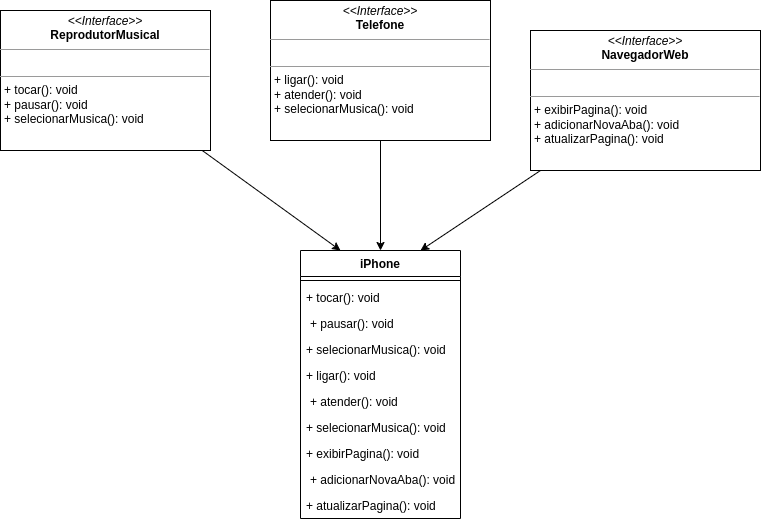 <<Interface>>
ReprodutorMusical
+ tocar(): void
+ pausar(): void
+ selecionarMusica(): void
<<Interface>>
Telefone
+ ligar(): void
+ atender(): void
+ selecionarMusica(): void
<<Interface>>
NavegadorWeb
+ exibirPagina(): void
+ adicionarNovaAba(): void
+ atualizarPagina(): void
iPhone
+ tocar(): void
+ pausar(): void
+ selecionarMusica(): void
+ ligar(): void
+ atender(): void
+ selecionarMusica(): void
+ exibirPagina(): void
+ adicionarNovaAba(): void
+ atualizarPagina(): void